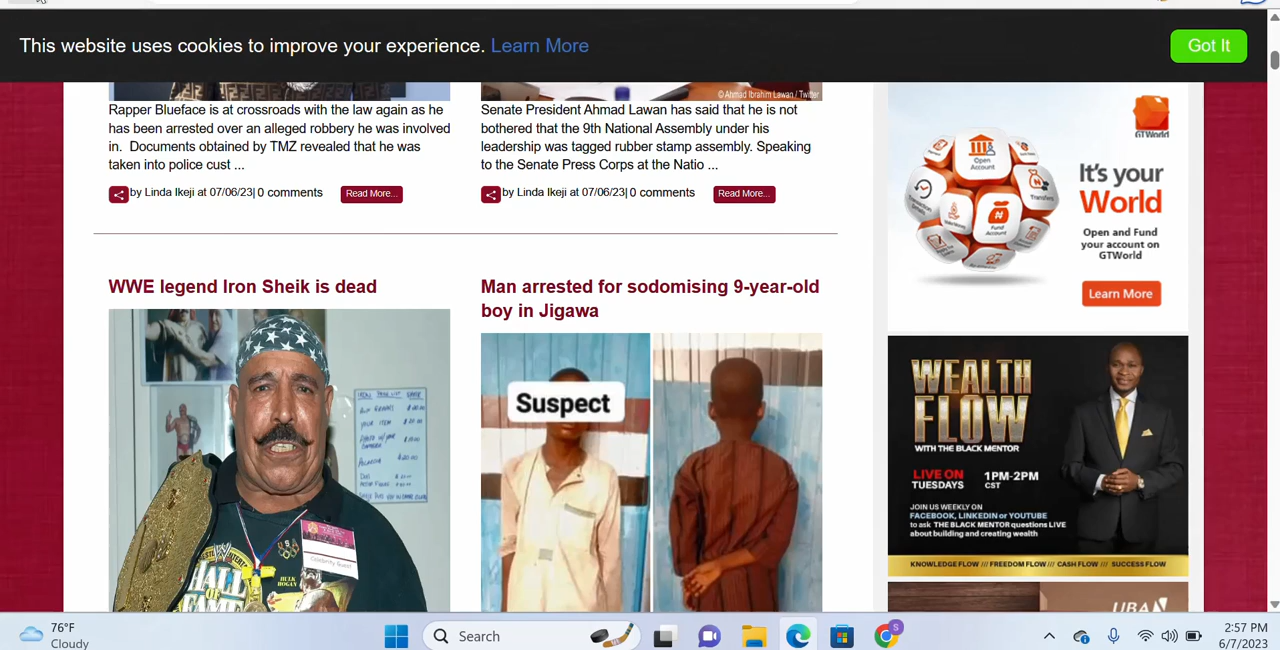 This website uses cookies to improve your experience. Learn More
Got It
© Ahmad Ibrahim Lawan / Twitter
Rapper Blueface is at crossroads with the law again as he
has been arrested over an alleged robbery he was involved
in. Documents obtained by TMZ revealed that he was
taken into police cust ...
by Linda Ikeji at 07/06/23| 0 comments
Read More...
Senate President Ahmad Lawan has said that he is not
bothered that the 9th National Assembly under his
leadership was tagged rubber stamp assembly. Speaking
to the Senate Press Corps at the Natio ...
by Linda Ikeji at 07/06/23| 0 comments
Read More...
WWE legend Iron Sheik is dead
HULK
HOGAN
Man arrested for sodomising 9-year-old
boy in Jigawa
Suspect
GTWorld
Open
Account
Transfers
Fund
Account
It's your
World
Open and Fund
your account on
GTWorld
Learn More
WEALTH
FLOW
WITH THE BLACK MENTOR
LIVE ON
TUESDAYS
1PM-2PM
CST
JOIN US WEEKLY ON
FACEBOOK, LINKEDIN or YOUTUBE
to ask THE BLACK MENTOR questions LIVE
about building and creating wealth
KNOWLEDGE FLOW /// FREEDOM FLOW /// CASH FLOW /// SUCCESS FLOW
UBA
76°F
Cloudy
Search
S
2:57 PM
6/7/2023